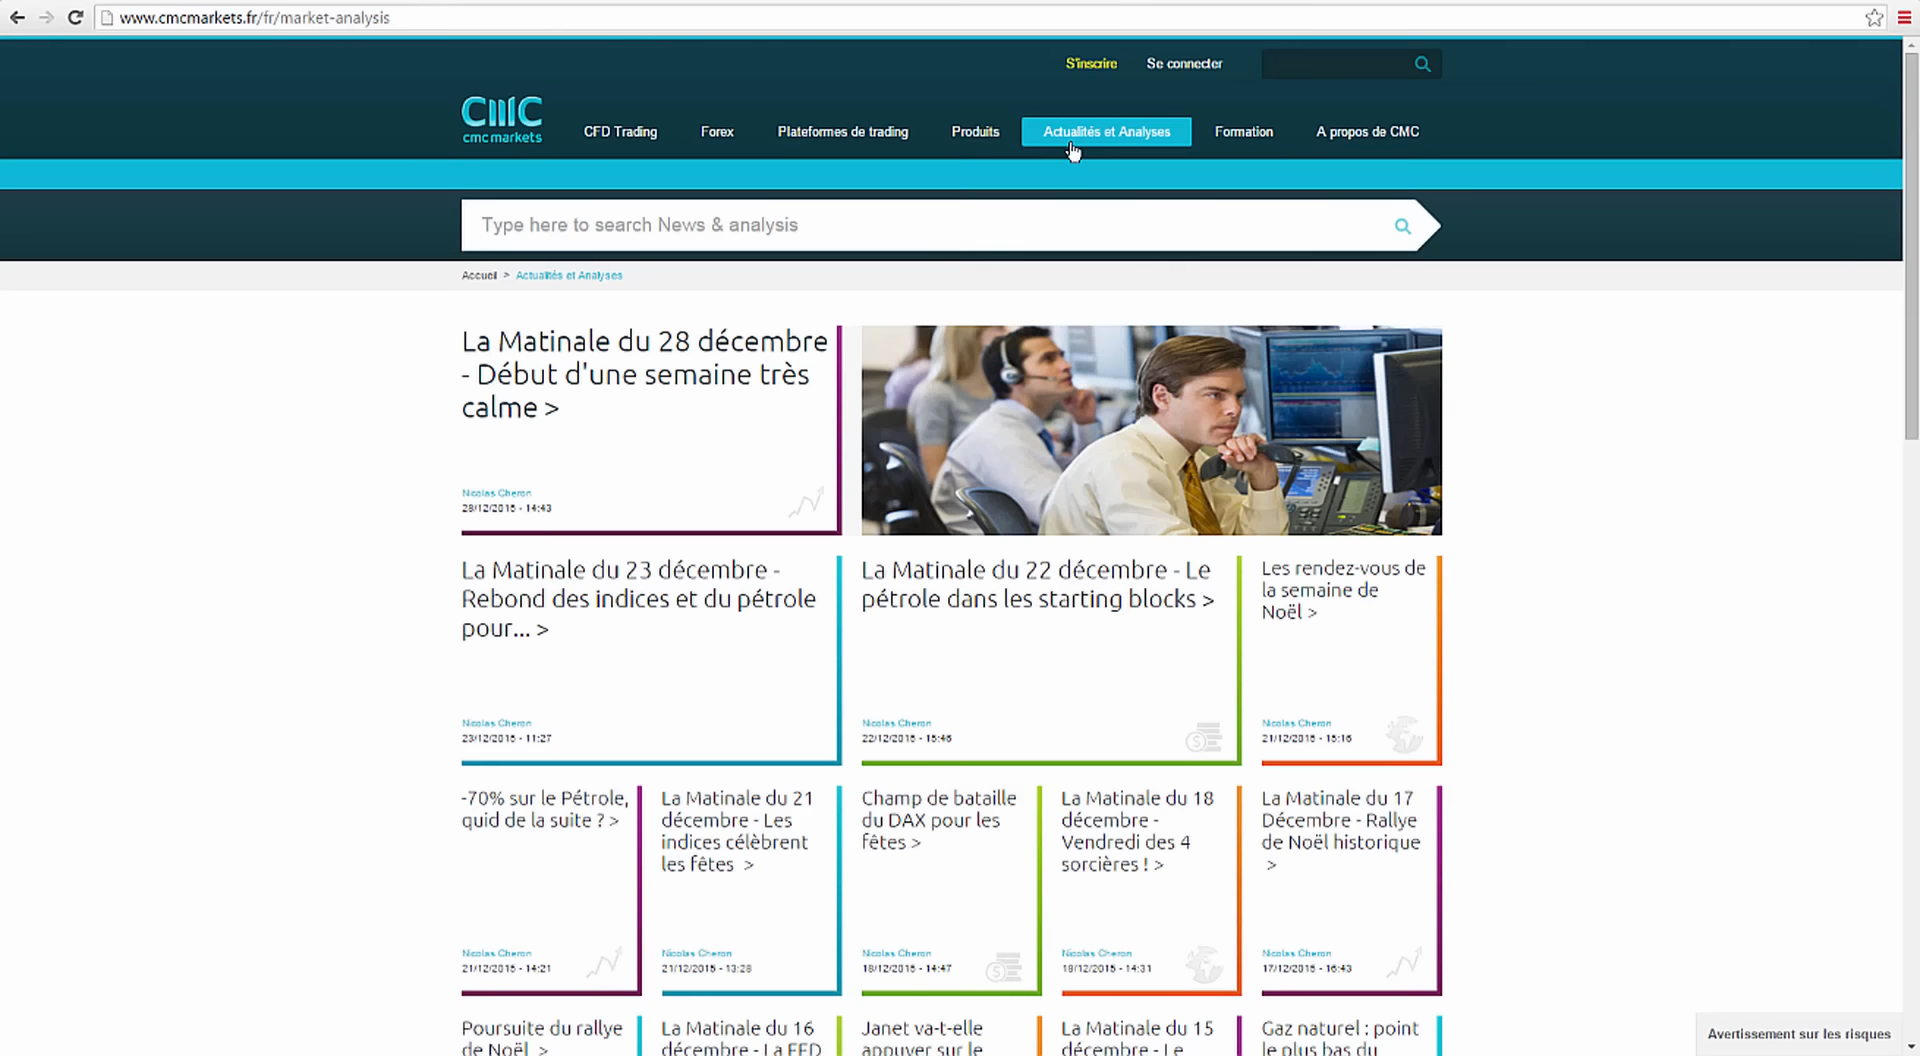 www.cmcmarkets.fr/fr/market-analysis
S'inscrire
Se connecter
CMC
cmc markets
CFD Trading
Forex
Plateformes de trading
Produits
Actualités et Analyses
Formation
A propos de CMC
Type here to search News & analysis
Accueil > Actualités et Analyses
La Matinale du 28 décembre
- Début d'une semaine très
calme >
Nicolas Cheron
28/12/2015 - 14:43
La Matinale du 23 décembre -
Rebond des indices et du pétrole
pour... >
Nicolas Cheron
23/12/2015 - 11:27
La Matinale du 22 décembre - Le
pétrole dans les starting blocks >
Nicolas Cheron
22/12/2015 - 15:46
Les rendez-vous de
la semaine de
Noël >
Nicolas Cheron
21/12/2015 - 15:16
-70% sur le Pétrole,
quid de la suite ? >
Nicolas Cheron
21/12/2015 - 14:21
La Matinale du 21
décembre - Les
indices célèbrent
les fêtes >
Nicolas Cheron
21/12/2015 - 13:28
Champ de bataille
du DAX pour les
fêtes >
Nicolas Cheron
18/12/2015 - 14:47
La Matinale du 18
décembre -
Vendredi des 4
sorcières ! >
Nicolas Cheron
18/12/2015 - 14:31
La Matinale du 17
Décembre - Rallye
de Noël historique
>
Nicolas Cheron
17/12/2015 - 16:43
Poursuite du rallye
de Noël >
La Matinale du 16
décembre - La FED
Janet va-t-elle
appuyer sur le
La Matinale du 15
décembre - Le
Gaz naturel : point
le plus bas du
Avertissement sur les risques